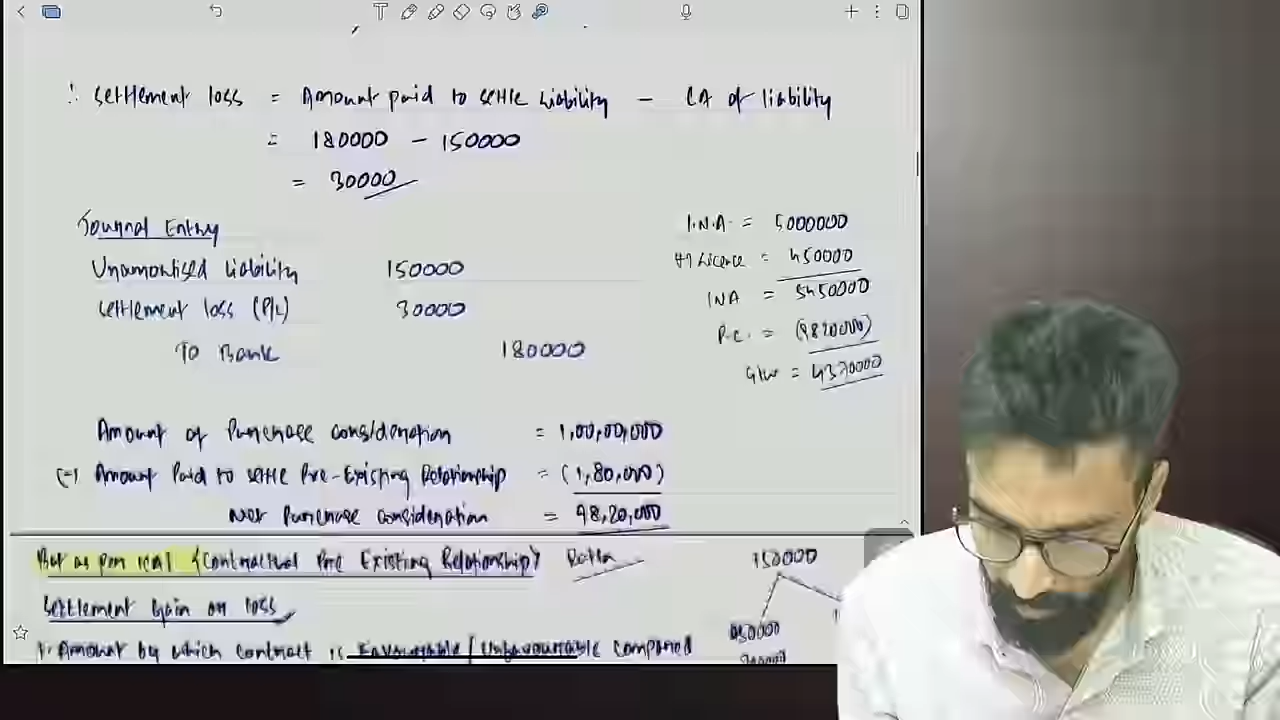 ∴ Settlement loss = Amount paid to settle liability - CA of liability
= 180000 - 150000
= 30000
Journal Entry
Unamortised liability 150000
Settlement loss (P/L) 30000
To Bank 180000
I.N.A. = 5000000
+) Licence = 450000
INA = 5450000
P.C. = (9820000)
G/w = 4370000
Amount of Purchase consideration = 1,00,00,000
(-) Amount Paid to settle Pre-Existing Relationship = (1,80,000)
Net Purchase consideration = 98,20,000
But as per ICAI {Contractual Pre Existing Relationship}
150000
Settlement Gain or loss
1. Amount by which contract is Favourable / Unfavourable compared